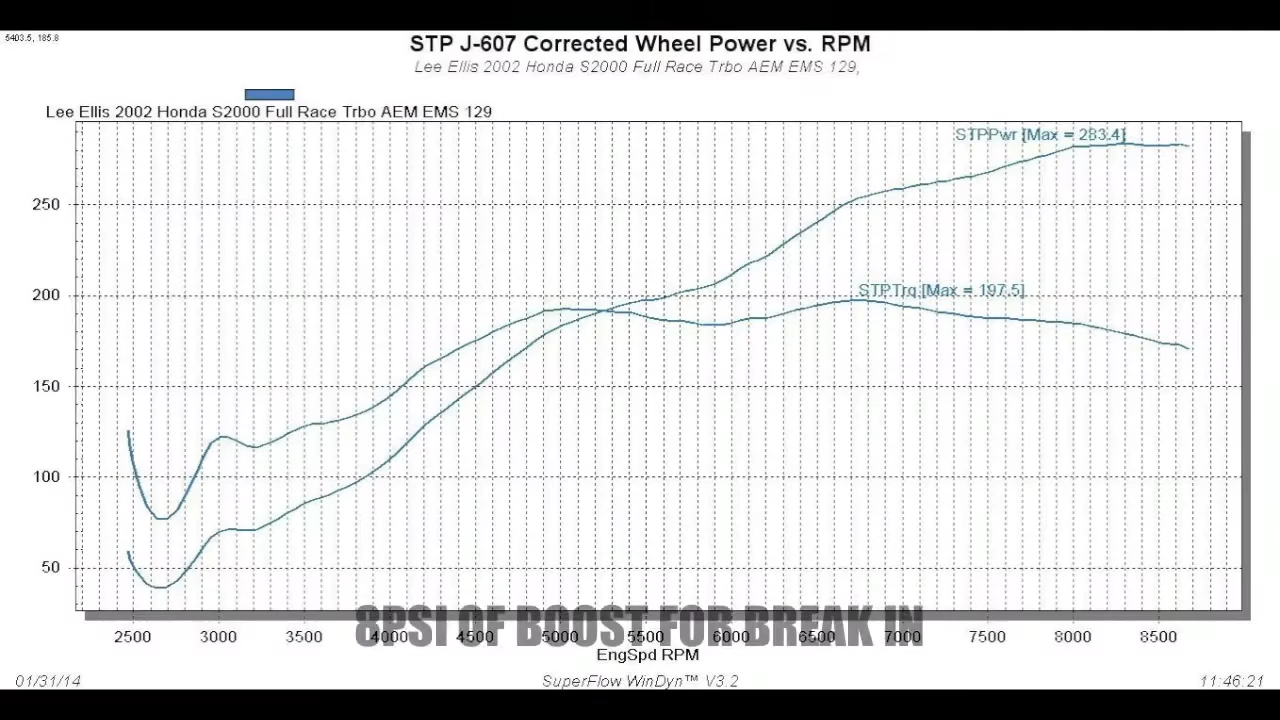 5403.5, 185.8
STP J-607 Corrected Wheel Power vs. RPM
Lee Ellis 2002 Honda S2000 Full Race Trbo AEM EMS 129,
Lee Ellis 2002 Honda S2000 Full Race Trbo AEM EMS 129
STPPwr [Max = 283.4]
250
200
STPTrq [Max = 197.5]
150
100
50
8PSI OF BOOST FOR BREAK IN
2500 3000 3500 4000 4500 5000 5500 6000 6500 7000 7500 8000 8500
EngSpd RPM
01/31/14 SuperFlow WinDyn™ V3.2 11:46:21